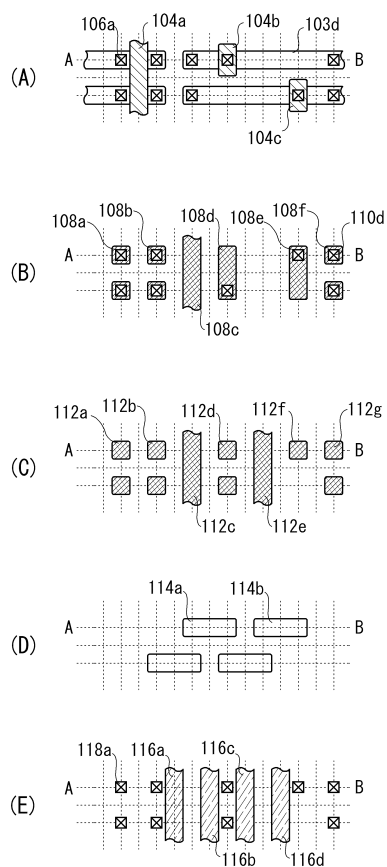 106a 104a 104b 103d
(A) A B
104c
108a 108b 108d 108e 108f 110d
(B) A B
108c
112a 112b 112d 112f 112g
(C) A B
112c 112e
114a 114b
(D) A B
118a 116a 116c
(E) A B
116b 116d